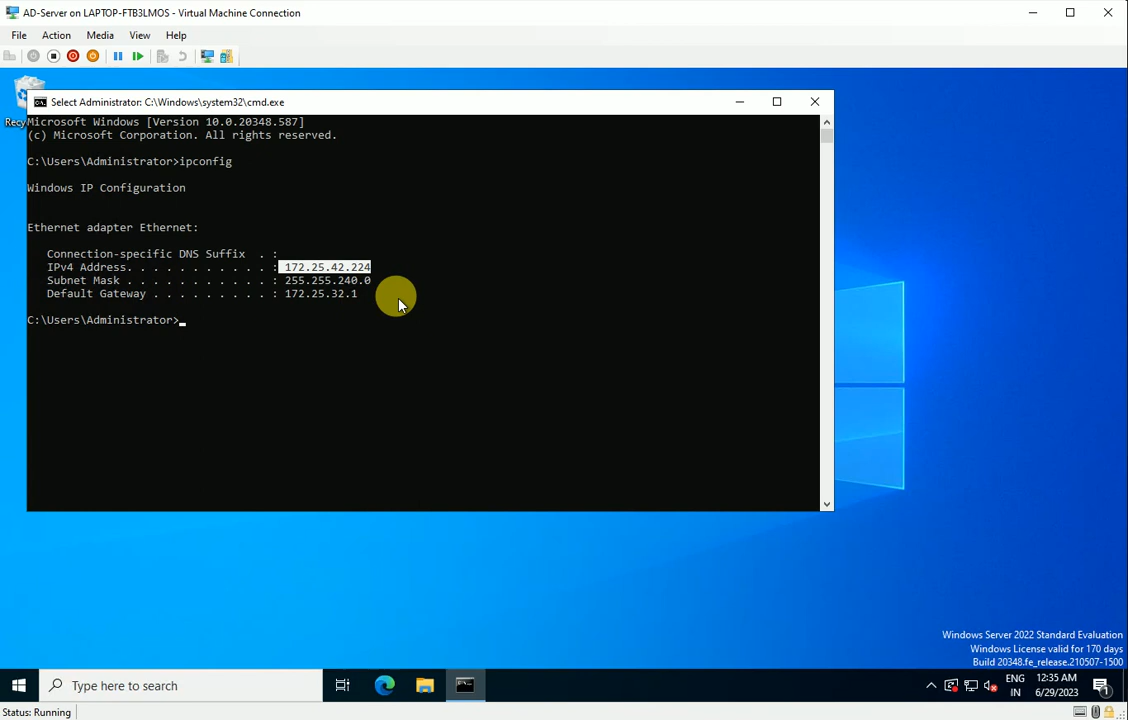 AD-Server on LAPTOP-FTB3LMOS - Virtual Machine Connection
File Action Media View Help
Select Administrator: C:\Windows\system32\cmd.exe
Microsoft Windows [Version 10.0.20348.587]
(c) Microsoft Corporation. All rights reserved.
C:\Users\Administrator>ipconfig
Windows IP Configuration
Ethernet adapter Ethernet:
Connection-specific DNS Suffix . :
IPv4 Address. . . . . . . . . . . : 172.25.42.224
Subnet Mask . . . . . . . . . . . : 255.255.240.0
Default Gateway . . . . . . . . . : 172.25.32.1
C:\Users\Administrator>
Recy
Windows Server 2022 Standard Evaluation
Windows License valid for 170 days
Build 20348.fe_release.210507-1500
Type here to search
ENG
IN
12:35 AM
6/29/2023
1
Status: Running